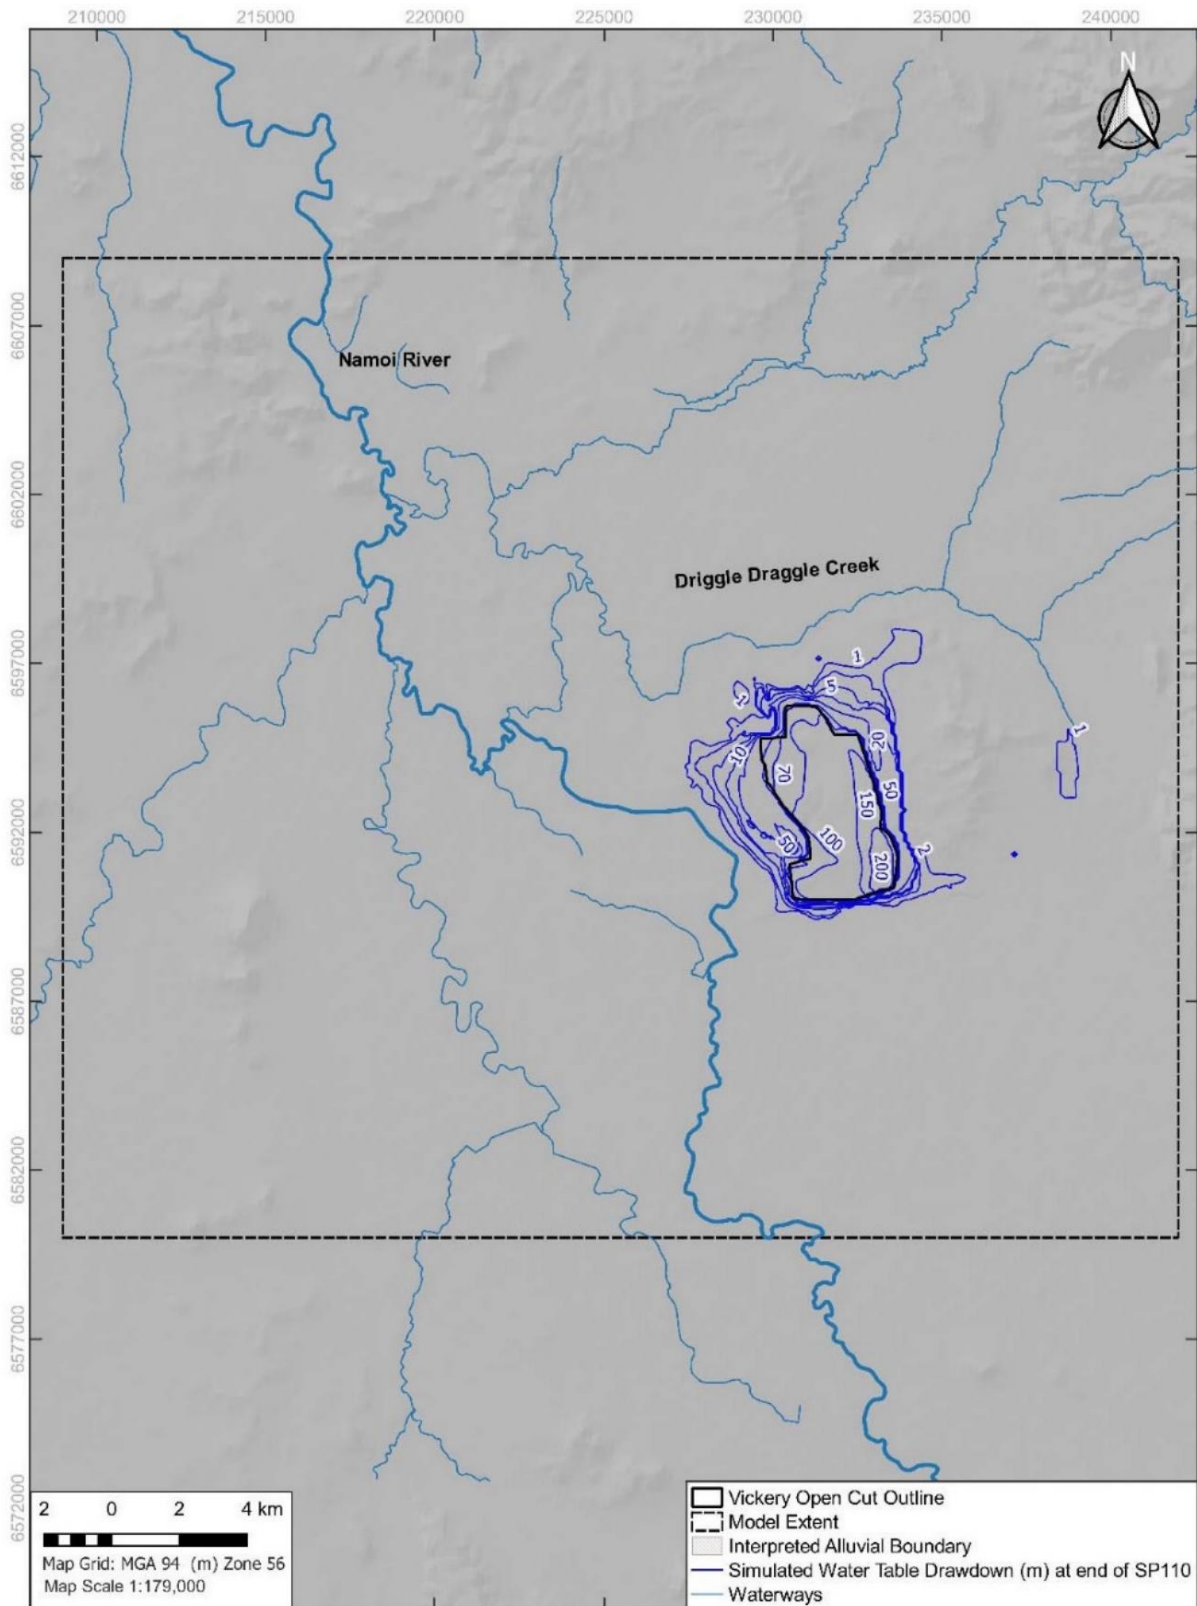 210000
215000
220000
225000
230000
235000
240000
N
6612000
6607000
Namoi River
6602000
Driggle Draggle Creek
6597000
1
5
1
1
10
20
70
50
150
6592000
100
50
2
200
6587000
6582000
6577000
6572000
2 0 2 4 km
Map Grid: MGA 94 (m) Zone 56
Map Scale 1:179,000
Vickery Open Cut Outline
Model Extent
Interpreted Alluvial Boundary
Simulated Water Table Drawdown (m) at end of SP110
Waterways